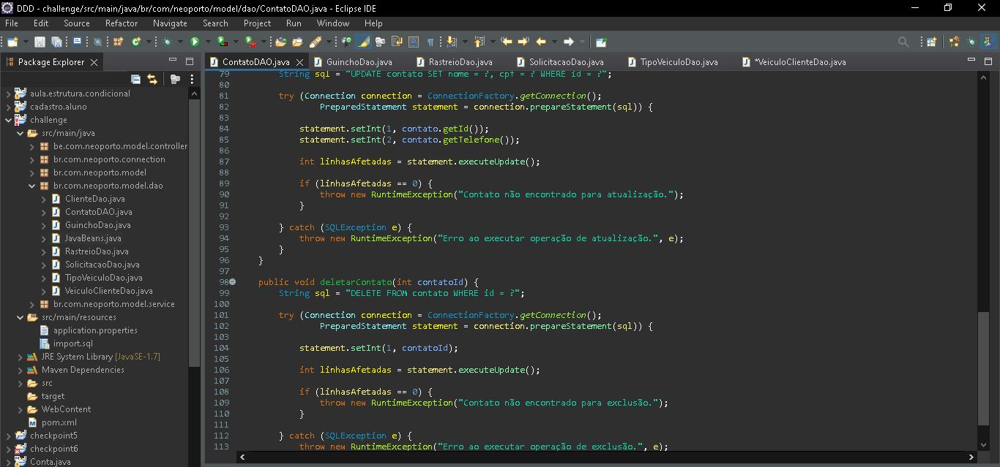 DDD - challenge/src/main/java/br/com/neoporto/model/dao/ContatoDAO.java - Eclipse IDE
File Edit Source Refactor Navigate Search Project Run Window Help
Package Explorer
aula.estrutura.condicional
cadastro.aluno
challenge
src/main/java
be.com.neoporto.model.controller
br.com.neoporto.connection
br.com.neoporto.model
br.com.neoporto.model.dao
ClienteDao.java
ContatoDAO.java
GuinchoDao.java
JavaBeans.java
RastreioDao.java
SolicitacaoDao.java
TipoVeiculoDao.java
VeiculoClienteDao.java
br.com.neoporto.model.service
src/main/resources
application.properties
import.sql
JRE System Library [JavaSE-1.7]
Maven Dependencies
src
target
WebContent
pom.xml
checkpoint5
checkpoint6
Conta.java
ContatoDAO.java GuinchoDao.java RastreioDao.java SolicitacaoDao.java TipoVeiculoDao.java *VeiculoClienteDao.java
79 String sql = "UPDATE contato SET nome = ?, cpf = ? WHERE id = ?";
80
81 try (Connection connection = ConnectionFactory.getConnection();
82 PreparedStatement statement = connection.prepareStatement(sql)) {
83
84 statement.setInt(1, contato.getId());
85 statement.setInt(2, contato.getTelefone());
86
87 int linhasAfetadas = statement.executeUpdate();
88
89 if (linhasAfetadas == 0) {
90 throw new RuntimeException("Contato não encontrado para atualização.");
91 }
92
93 } catch (SQLException e) {
94 throw new RuntimeException("Erro ao executar operação de atualização.", e);
95 }
96 }
97
98 public void deletarContato(int contatoId) {
99 String sql = "DELETE FROM contato WHERE id = ?";
100
101 try (Connection connection = ConnectionFactory.getConnection();
102 PreparedStatement statement = connection.prepareStatement(sql)) {
103
104 statement.setInt(1, contatoId);
105
106 int linhasAfetadas = statement.executeUpdate();
107
108 if (linhasAfetadas == 0) {
109 throw new RuntimeException("Contato não encontrado para exclusão.");
110 }
111
112 } catch (SQLException e) {
113 throw new RuntimeException("Erro ao executar operação de exclusão.", e);